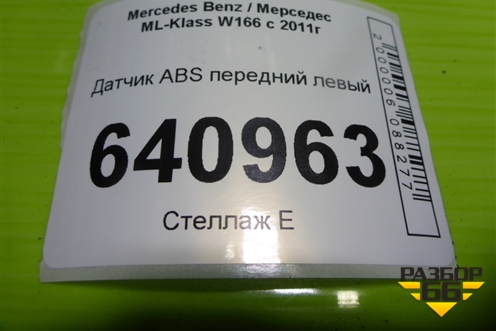 Mercedes Benz / Мерседес
ML-Klass W166 с 2011г
Датчик ABS передний левый
640963
Стеллаж Е
2000006088277
РАЗБОР
66